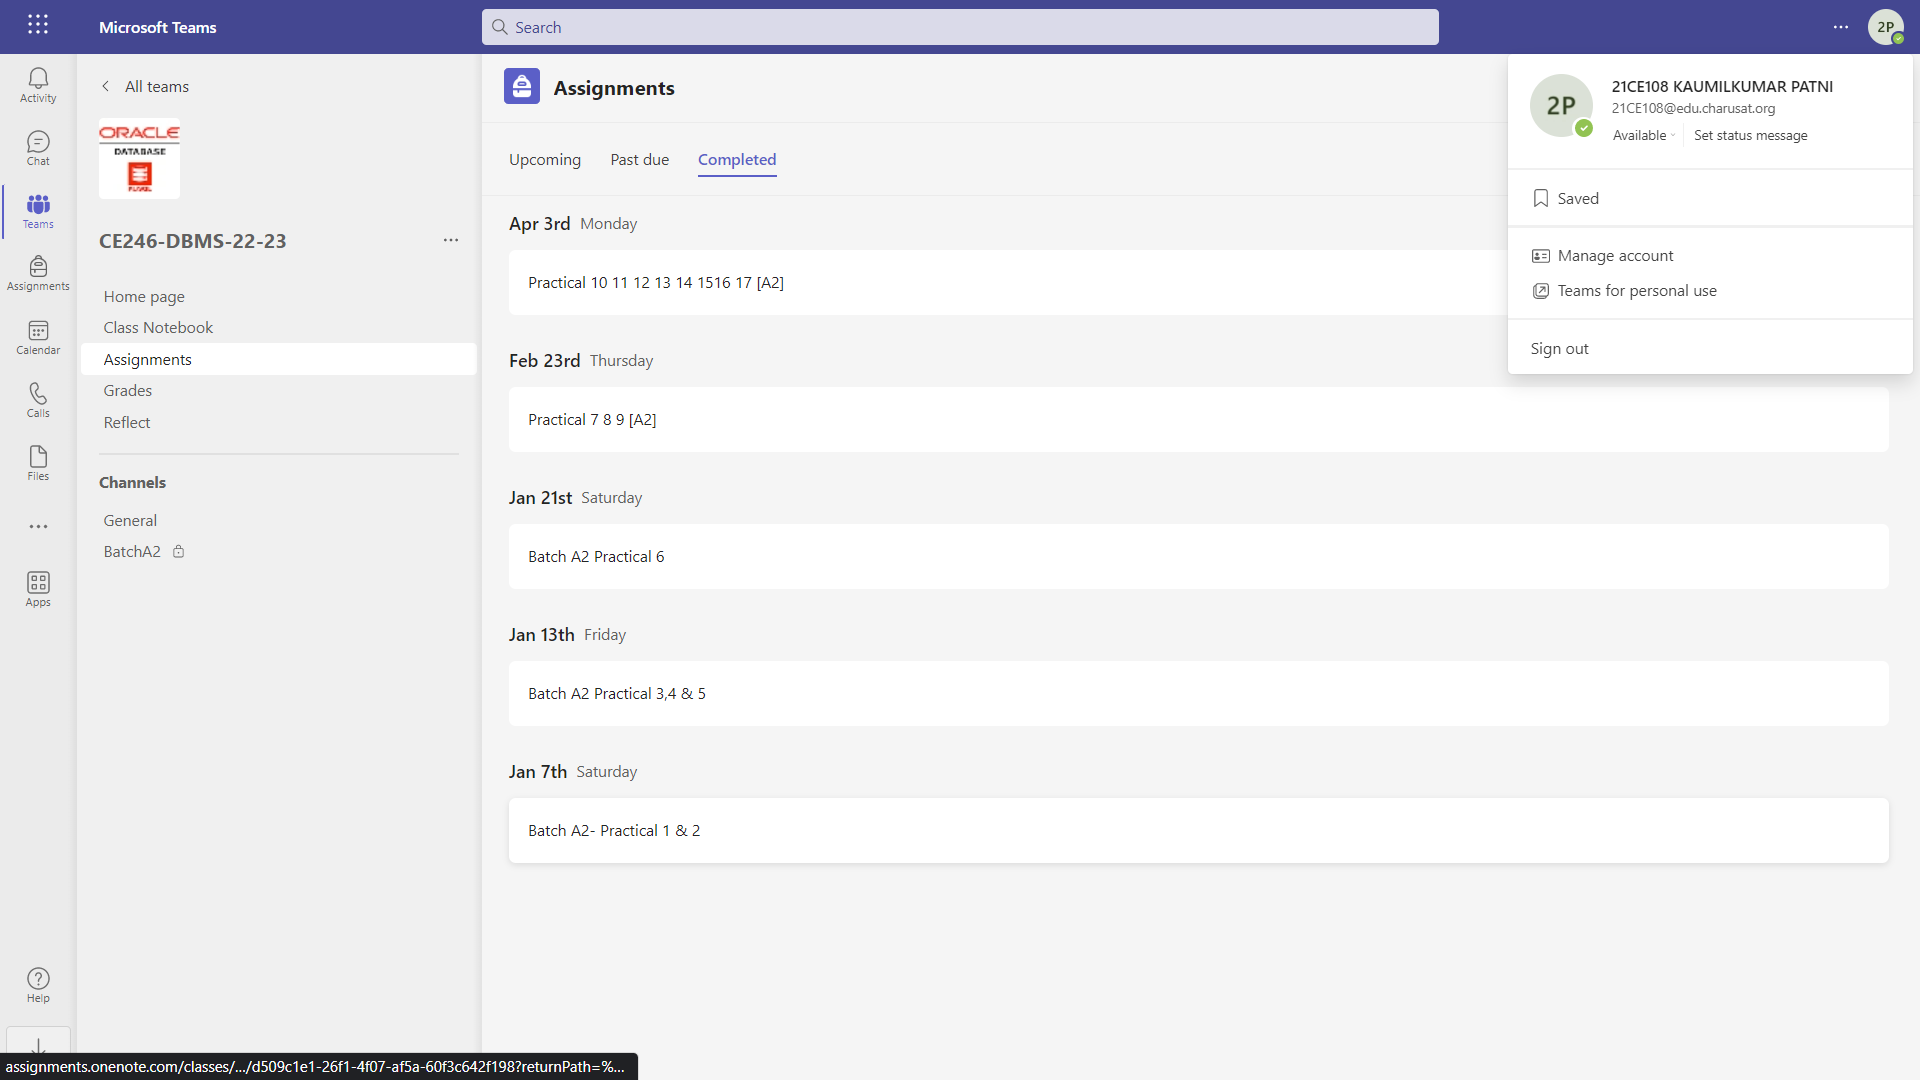 Microsoft Teams
Search
2P
Activity
Chat
Teams
Assignments
Calendar
Calls
Files
Apps
Help
All teams
ORACLE
DATABASE
CE246-DBMS-22-23
Home page
Class Notebook
Assignments
Grades
Reflect
Channels
General
BatchA2
Assignments
Upcoming
Past due
Completed
Apr 3rd Monday
Practical 10 11 12 13 14 1516 17 [A2]
Feb 23rd Thursday
Practical 7 8 9 [A2]
Jan 21st Saturday
Batch A2 Practical 6
Jan 13th Friday
Batch A2 Practical 3,4 & 5
Jan 7th Saturday
Batch A2- Practical 1 & 2
2P
21CE108 KAUMILKUMAR PATNI
21CE108@edu.charusat.org
Available
Set status message
Saved
Manage account
Teams for personal use
Sign out
assignments.onenote.com/classes/.../d509c1e1-26f1-4f07-af5a-60f3c642f198?returnPath=%...